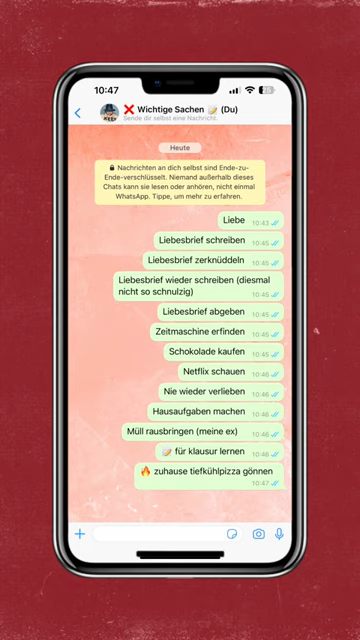 10:47
❌ Wichtige Sachen 📝 (Du)
Sende dir selbst eine Nachricht.
Heute
🔒 Nachrichten an dich selbst sind Ende-zu-
Ende-verschlüsselt. Niemand außerhalb dieses
Chats kann sie lesen oder anhören, nicht einmal
WhatsApp. Tippe, um mehr zu erfahren.
Liebe 10:43
Liebesbrief schreiben 10:45
Liebesbrief zerknüddeln 10:45
Liebesbrief wieder schreiben (diesmal
nicht so schnulzig) 10:45
Liebesbrief abgeben 10:45
Zeitmaschine erfinden 10:45
Schokolade kaufen 10:45
Netflix schauen 10:46
Nie wieder verlieben 10:46
Hausaufgaben machen 10:46
Müll rausbringen (meine ex) 10:46
📝 für klausur lernen 10:46
🔥 zuhause tiefkühlpizza gönnen
10:47